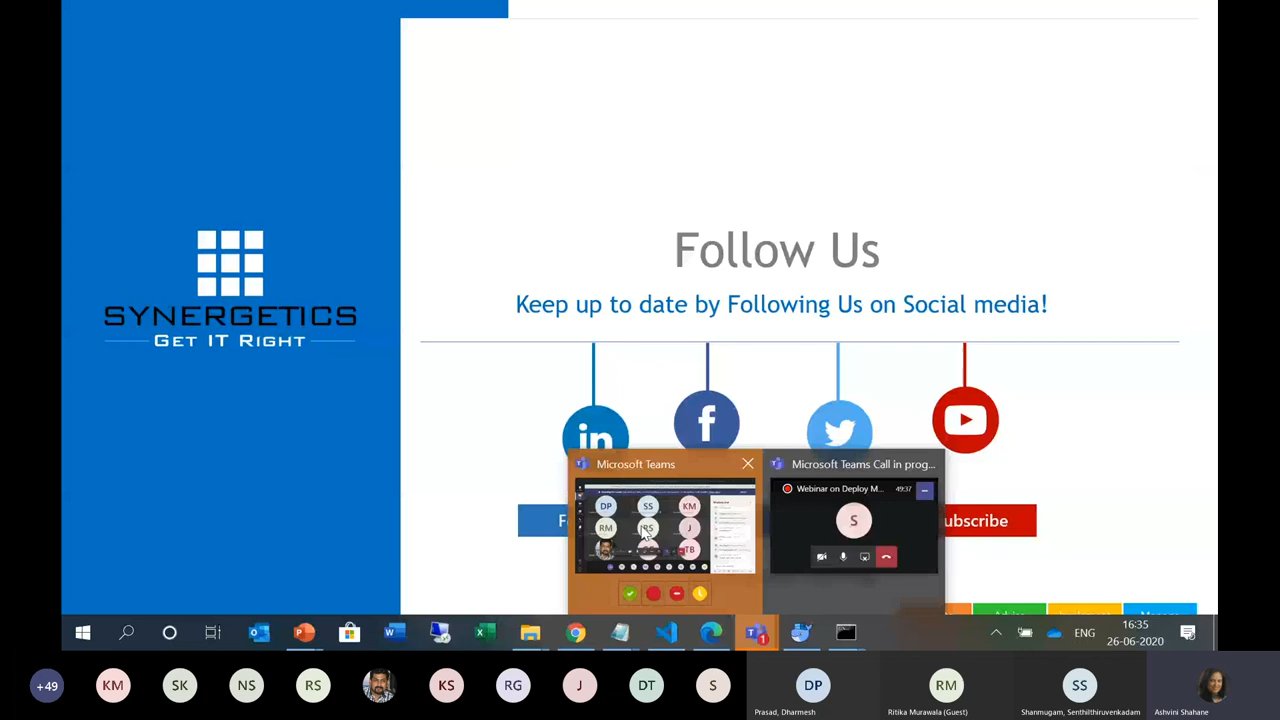 Follow Us
Keep up to date by Following Us on Social media!
SYNERGETICS
GET IT RIGHT
in
f
Microsoft Teams
Microsoft Teams Call in prog...
Webinar on Deploy M...
49:37
DP
SS
KM
RM
RS
J
TB
S
ubscribe
ENG
16:35
26-06-2020
1
+49
KM
SK
NS
RS
KS
RG
J
DT
S
DP
RM
SS
Prasad, Dharmesh
Ritika Murawala (Guest)
Shanmugam, Senthilthiruvenkadam
Ashvini Shahane